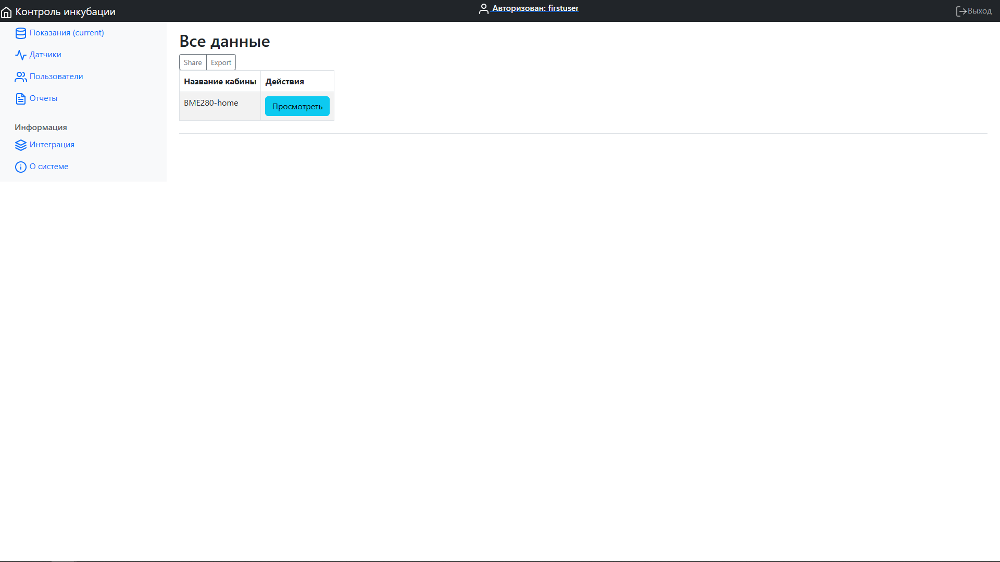 Контроль инкубации
Авторизован: firstuser
Выход
Показания (current)
Датчики
Пользователи
Отчеты
Информация
Интеграция
О системе
Все данные
Share Export
Название кабины Действия
BME280-home Просмотреть